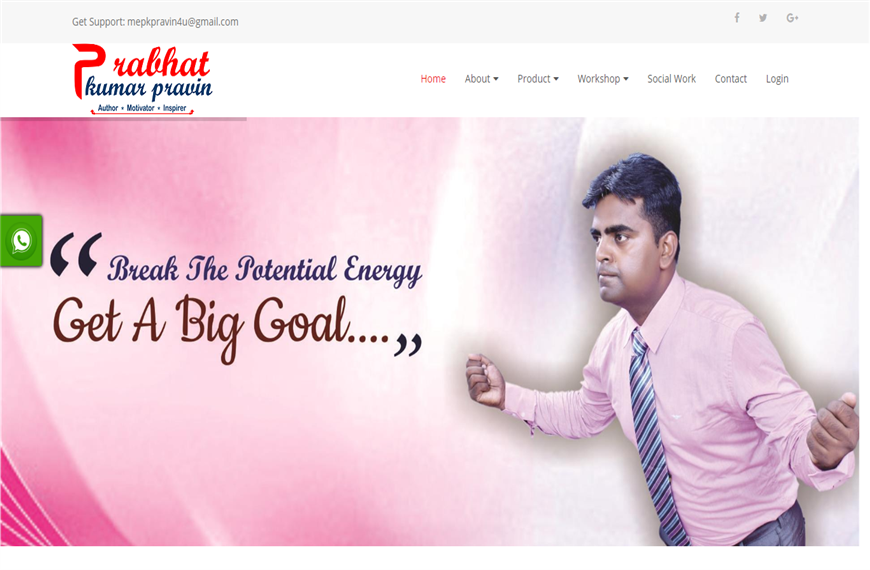 Get Support: mepkpravin4u@gmail.com
Prabhat
kumar pravin
Author • Motivator • Inspirer
Home About Product Workshop Social Work Contact Login
“ Break The Potential Energy
Get A Big Goal.... ”